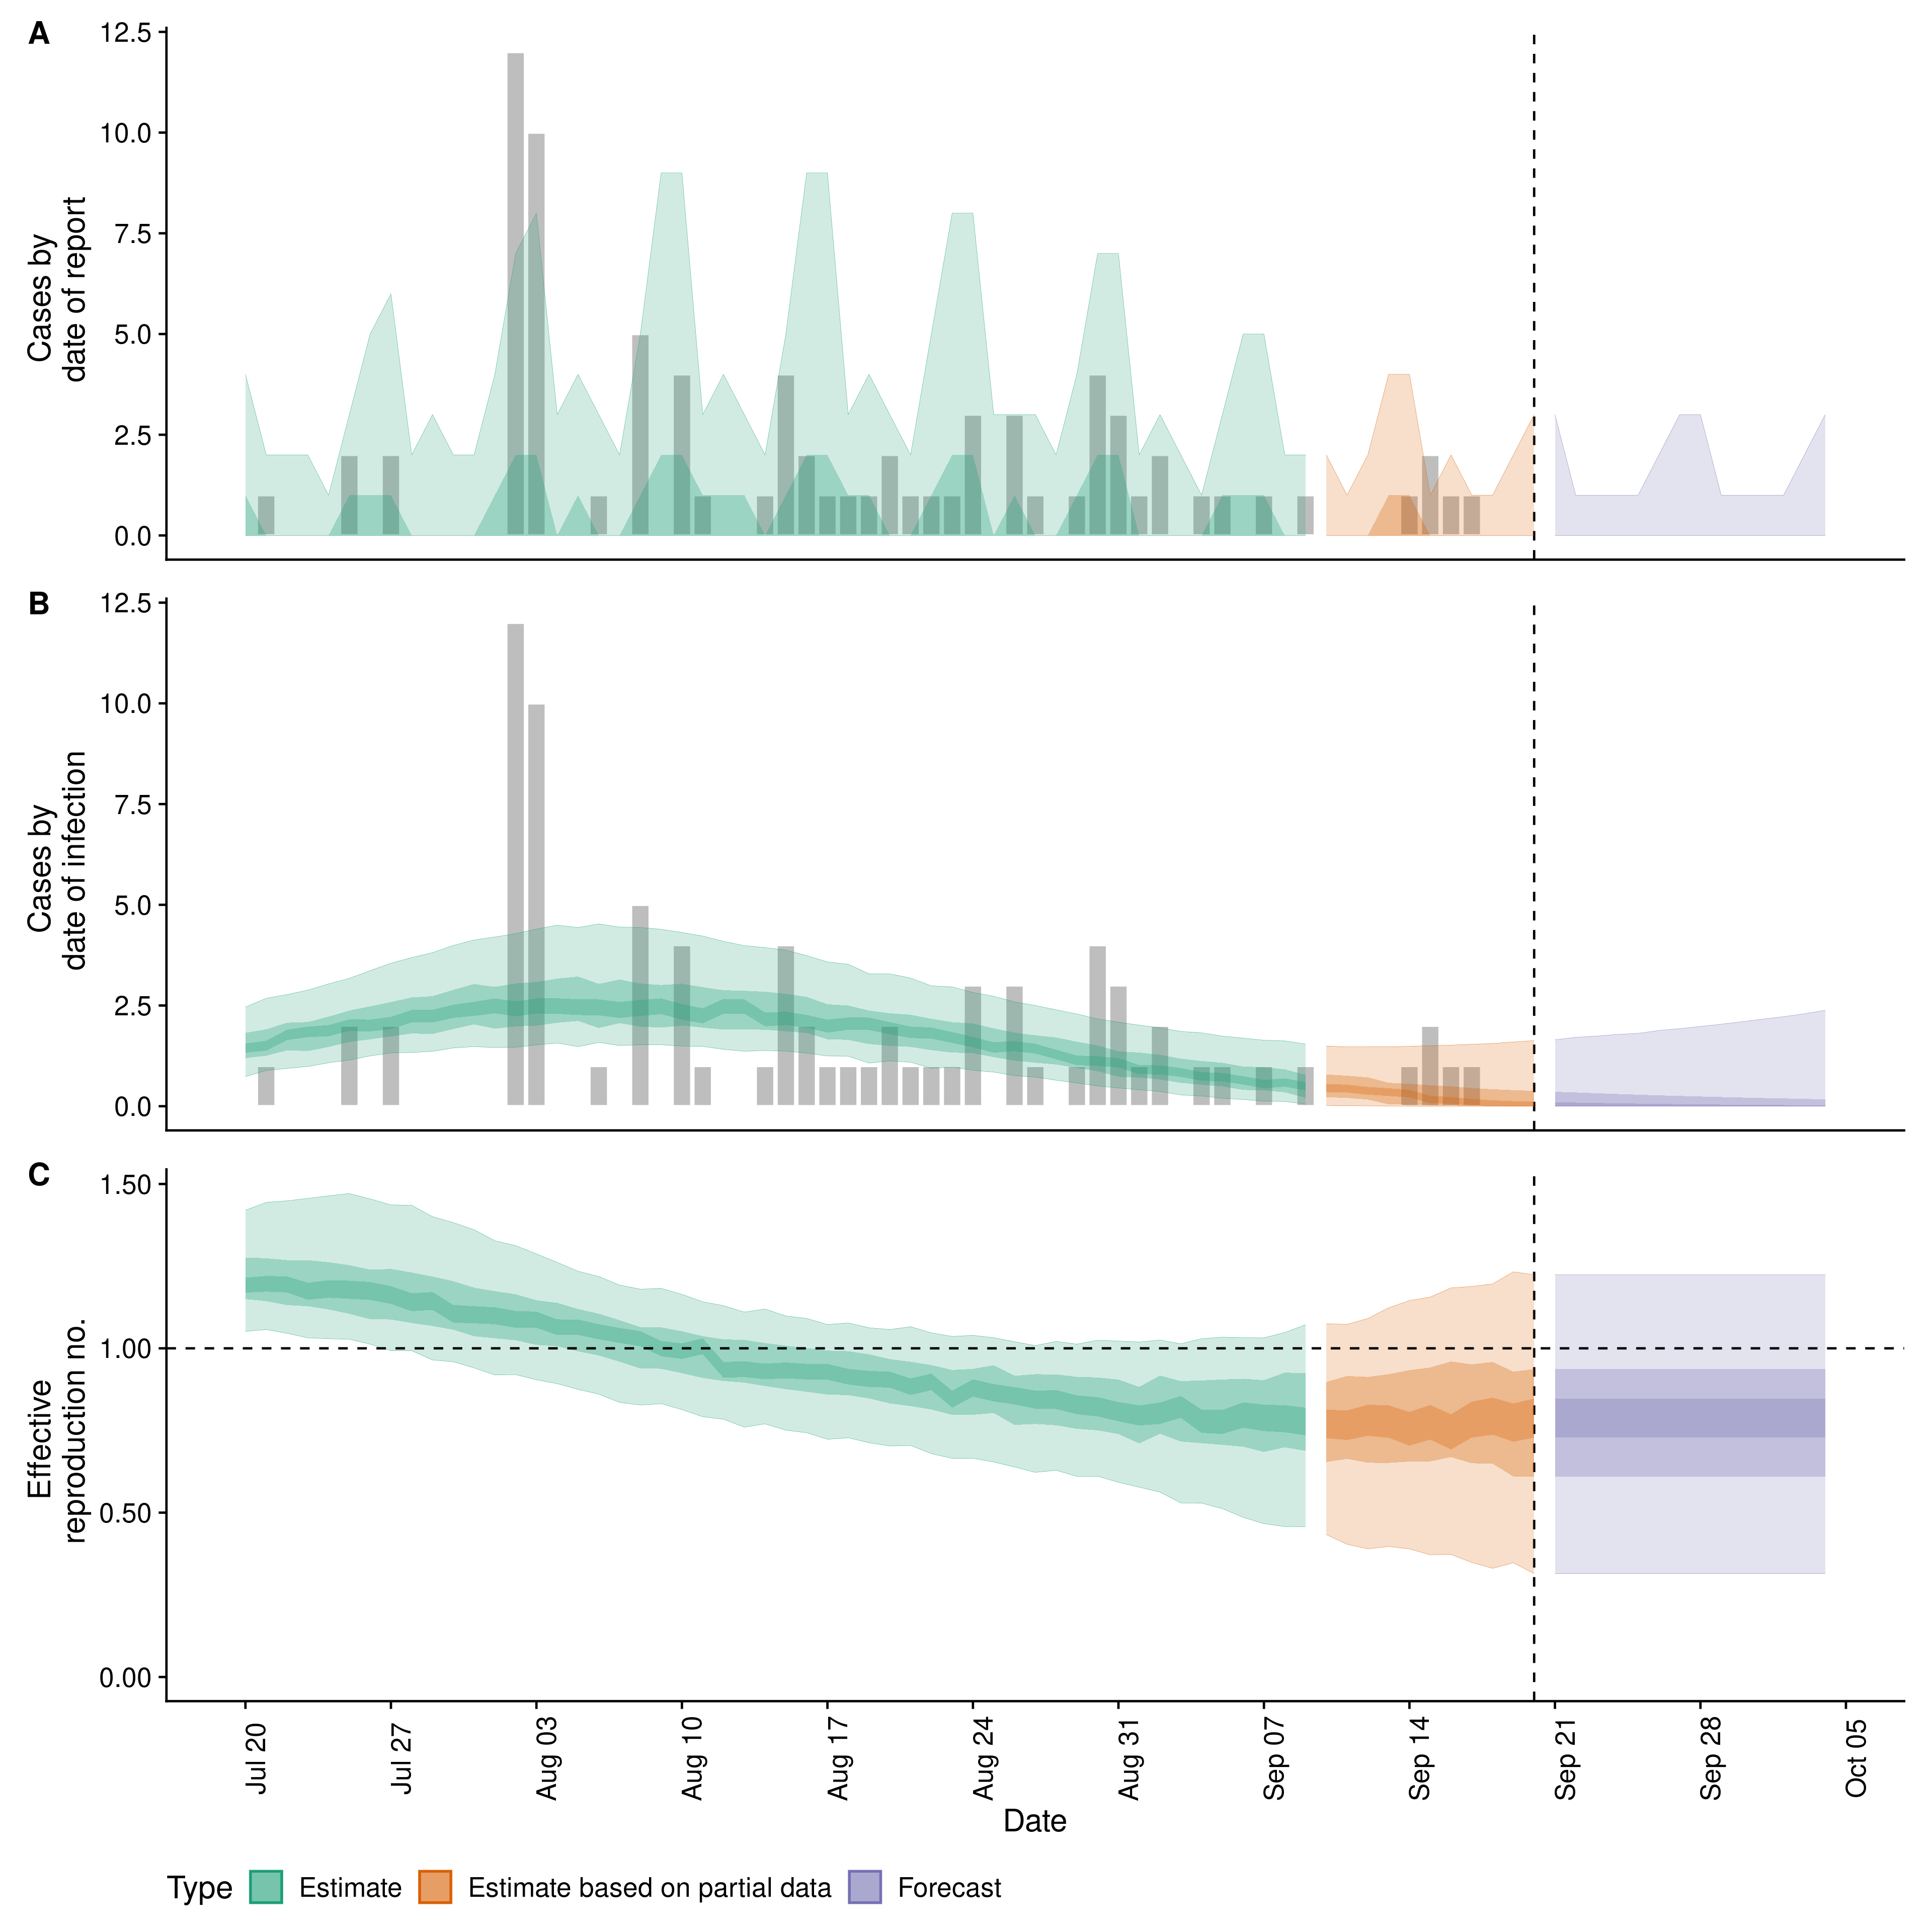 A
12.5
10.0
7.5
5.0
2.5
0.0
Cases by
date of report
B
12.5
10.0
7.5
5.0
2.5
0.0
Cases by
date of infection
C
1.50
1.00
0.50
0.00
Effective
reproduction no.
Jul 20
Jul 27
Aug 03
Aug 10
Aug 17
Aug 24
Aug 31
Sep 07
Sep 14
Sep 21
Sep 28
Oct 05
Date
Type Estimate Estimate based on partial data Forecast